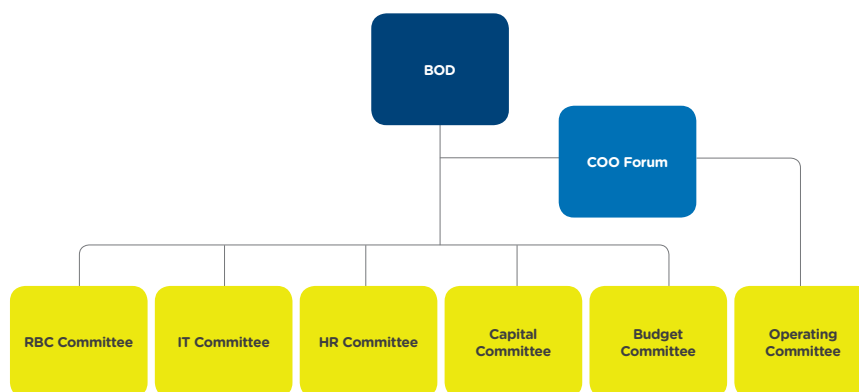 BOD
COO Forum
RBC Committee
IT Committee
HR Committee
Capital
Committee
Budget
Committee
Operating
Committee